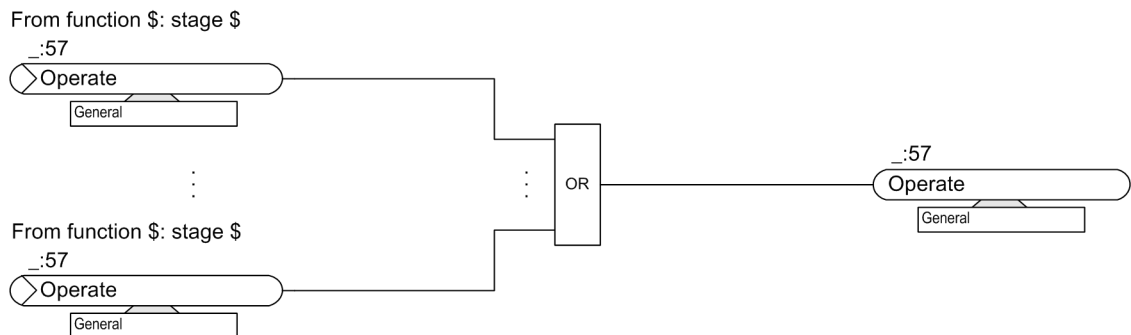 From function $: stage $
_:57
Operate
General
OR
_:57
Operate
General
From function $: stage $
_:57
Operate
General